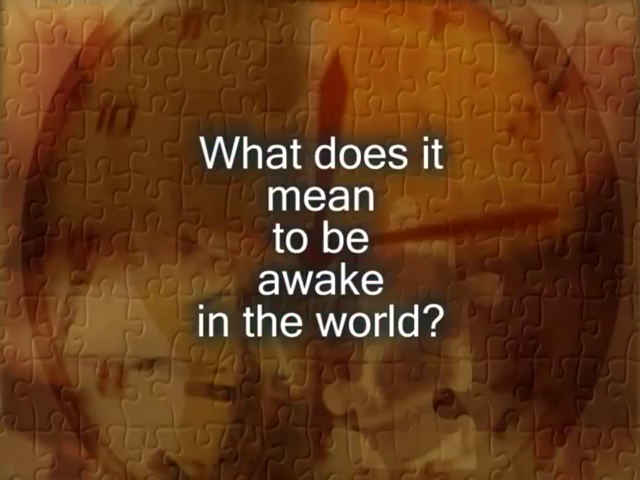 What does it
mean
to be
awake
in the world?